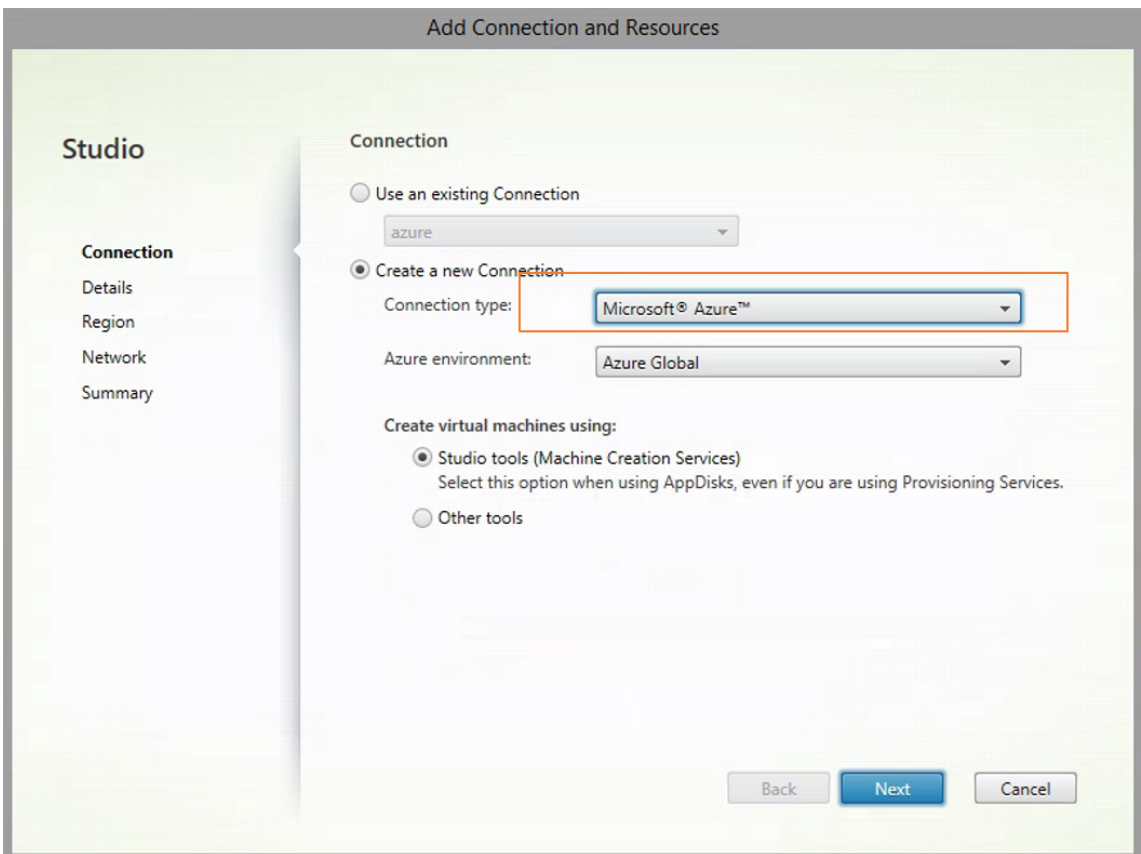 Add Connection and Resources
Studio
Connection
Details
Region
Network
Summary
Connection
Use an existing Connection
azure
Create a new Connection
Connection type:
Microsoft® Azure™
Azure environment:
Azure Global
Create virtual machines using:
Studio tools (Machine Creation Services)
Select this option when using AppDisks, even if you are using Provisioning Services.
Other tools
Back
Next
Cancel